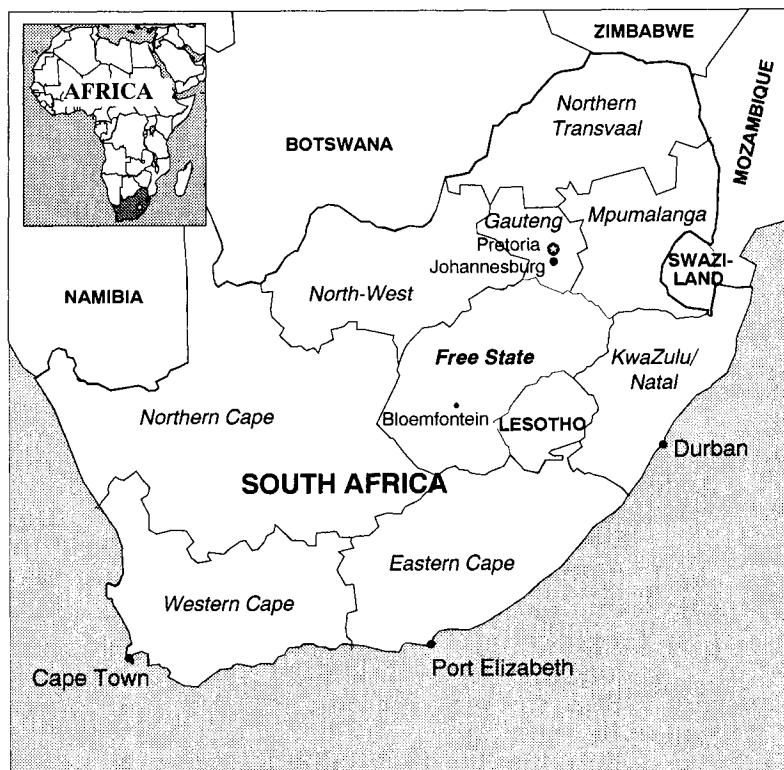 AFRICA
ZIMBABWE
MOZAMBIQUE
Northern
Transvaal
BOTSWANA
Gauteng
Mpumalanga
Pretoria
Johannesburg
SWAZI-
LAND
NAMIBIA
North-West
Free State
KwaZulu/
Natal
Northern Cape
Bloemfontein
LESOTHO
Durban
SOUTH AFRICA
Eastern Cape
Western Cape
Cape Town
Port Elizabeth